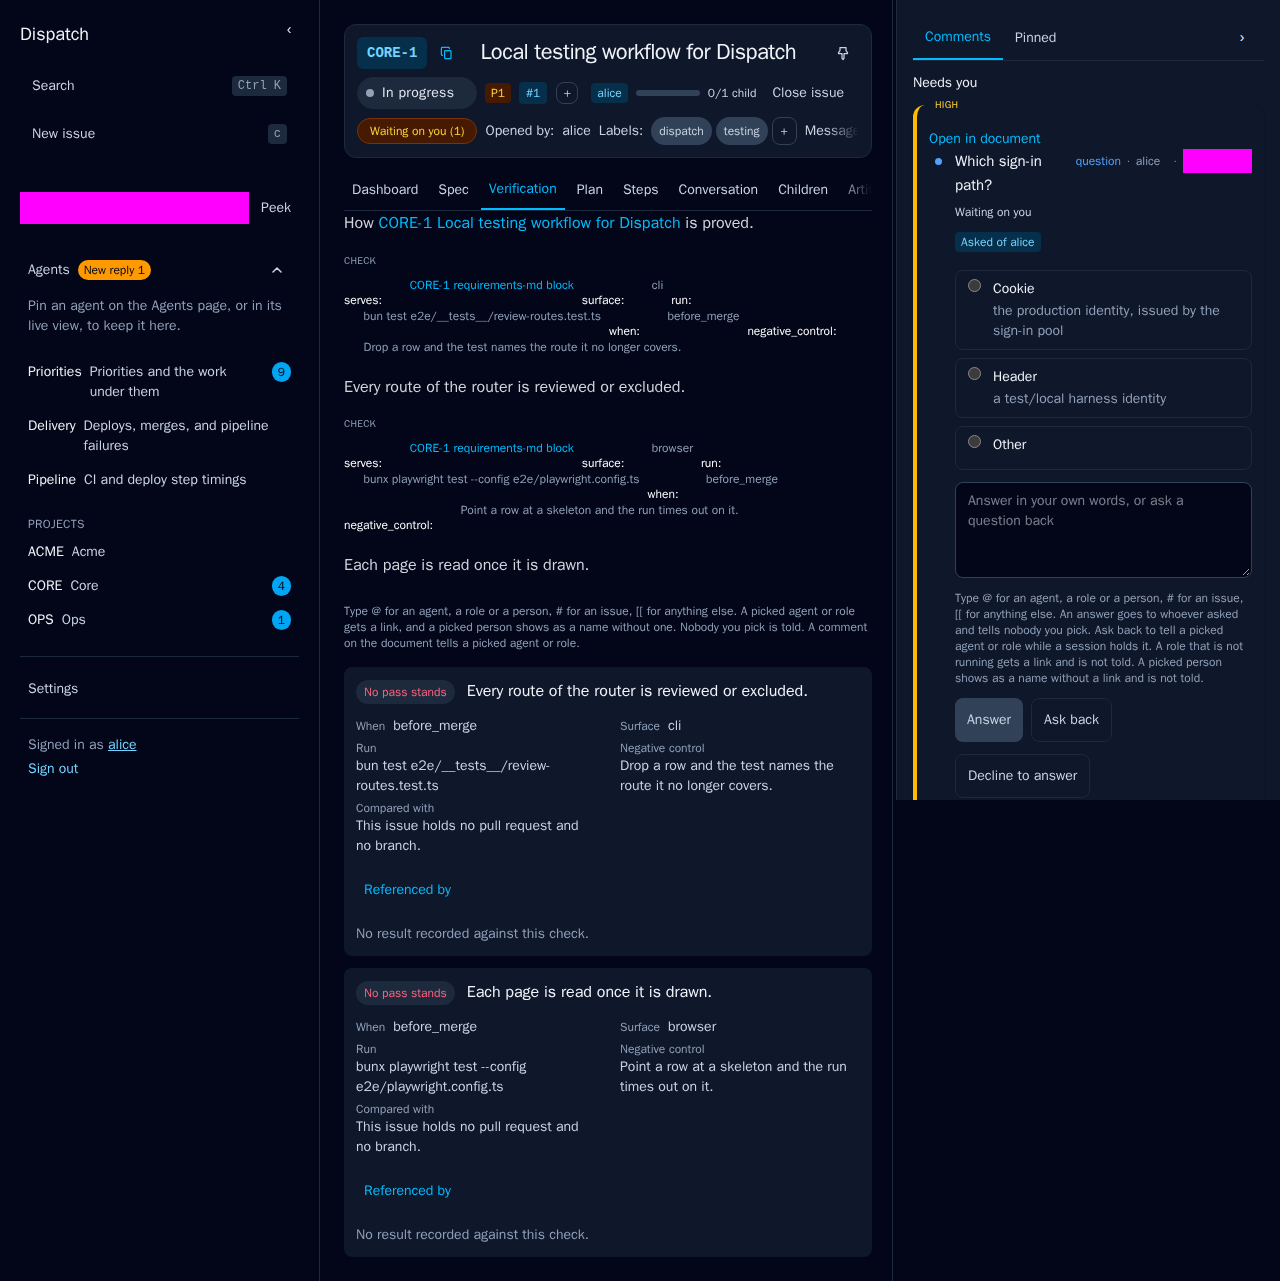 Dispatch
Search Ctrl K
New issue C
Peek
Agents New reply 1
Pin an agent on the Agents page, or in its
live view, to keep it here.
Priorities Priorities and the work
under them 9
Delivery Deploys, merges, and pipeline
failures
Pipeline CI and deploy step timings
PROJECTS
ACME Acme
CORE Core 4
OPS Ops 1
Settings
Signed in as alice
Sign out
CORE-1 Local testing workflow for Dispatch
In progress P1 #1 + alice 0/1 child Close issue
Waiting on you (1) Opened by: alice Labels: dispatch testing + Message
Dashboard Spec Verification Plan Steps Conversation Children Arti
How CORE-1 Local testing workflow for Dispatch is proved.
CHECK
CORE-1 requirements-md block cli
serves: surface: run:
bun test e2e/__tests__/review-routes.test.ts before_merge
when: negative_control:
Drop a row and the test names the route it no longer covers.
Every route of the router is reviewed or excluded.
CHECK
CORE-1 requirements-md block browser
serves: surface: run:
bunx playwright test --config e2e/playwright.config.ts before_merge
when:
Point a row at a skeleton and the run times out on it.
negative_control:
Each page is read once it is drawn.
Type @ for an agent, a role or a person, # for an issue, [[ for anything else. A picked agent or role
gets a link, and a picked person shows as a name without one. Nobody you pick is told. A comment
on the document tells a picked agent or role.
No pass stands Every route of the router is reviewed or excluded.
When before_merge Surface cli
Run
bun test e2e/__tests__/review-
routes.test.ts
Negative control
Drop a row and the test names the
route it no longer covers.
Compared with
This issue holds no pull request and
no branch.
Referenced by
No result recorded against this check.
No pass stands Each page is read once it is drawn.
When before_merge Surface browser
Run
bunx playwright test --config
e2e/playwright.config.ts
Negative control
Point a row at a skeleton and the run
times out on it.
Compared with
This issue holds no pull request and
no branch.
Referenced by
No result recorded against this check.
Comments Pinned
Needs you
HIGH
Open in document
Which sign-in
path?
question · alice ·
Waiting on you
Asked of alice
Cookie
the production identity, issued by the
sign-in pool
Header
a test/local harness identity
Other
Answer in your own words, or ask a
question back
Type @ for an agent, a role or a person, # for an issue,
[[ for anything else. An answer goes to whoever asked
and tells nobody you pick. Ask back to tell a picked
agent or role while a session holds it. A role that is not
running gets a link and is not told. A picked person
shows as a name without a link and is not told.
Answer Ask back
Decline to answer